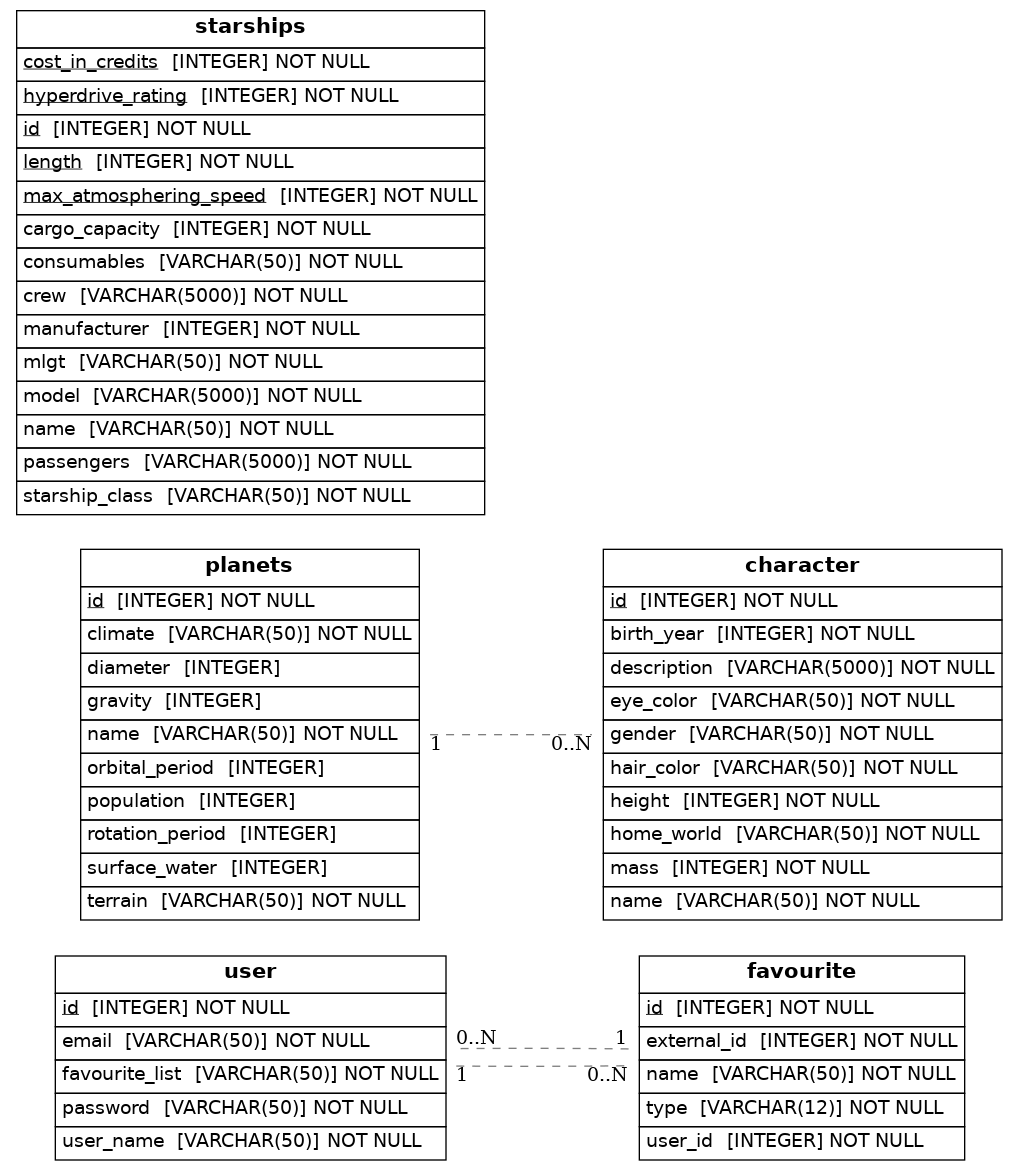 starships
cost_in_credits [INTEGER] NOT NULL
hyperdrive_rating [INTEGER] NOT NULL
id [INTEGER] NOT NULL
length [INTEGER] NOT NULL
max_atmosphering_speed [INTEGER] NOT NULL
cargo_capacity [INTEGER] NOT NULL
consumables [VARCHAR(50)] NOT NULL
crew [VARCHAR(5000)] NOT NULL
manufacturer [INTEGER] NOT NULL
mlgt [VARCHAR(50)] NOT NULL
model [VARCHAR(5000)] NOT NULL
name [VARCHAR(50)] NOT NULL
passengers [VARCHAR(5000)] NOT NULL
starship_class [VARCHAR(50)] NOT NULL
planets
id [INTEGER] NOT NULL
climate [VARCHAR(50)] NOT NULL
diameter [INTEGER]
gravity [INTEGER]
name [VARCHAR(50)] NOT NULL
orbital_period [INTEGER]
population [INTEGER]
rotation_period [INTEGER]
surface_water [INTEGER]
terrain [VARCHAR(50)] NOT NULL
1 0..N
character
id [INTEGER] NOT NULL
birth_year [INTEGER] NOT NULL
description [VARCHAR(5000)] NOT NULL
eye_color [VARCHAR(50)] NOT NULL
gender [VARCHAR(50)] NOT NULL
hair_color [VARCHAR(50)] NOT NULL
height [INTEGER] NOT NULL
home_world [VARCHAR(50)] NOT NULL
mass [INTEGER] NOT NULL
name [VARCHAR(50)] NOT NULL
user
id [INTEGER] NOT NULL
email [VARCHAR(50)] NOT NULL
favourite_list [VARCHAR(50)] NOT NULL
password [VARCHAR(50)] NOT NULL
user_name [VARCHAR(50)] NOT NULL
0..N 1
1 0..N
favourite
id [INTEGER] NOT NULL
external_id [INTEGER] NOT NULL
name [VARCHAR(50)] NOT NULL
type [VARCHAR(12)] NOT NULL
user_id [INTEGER] NOT NULL